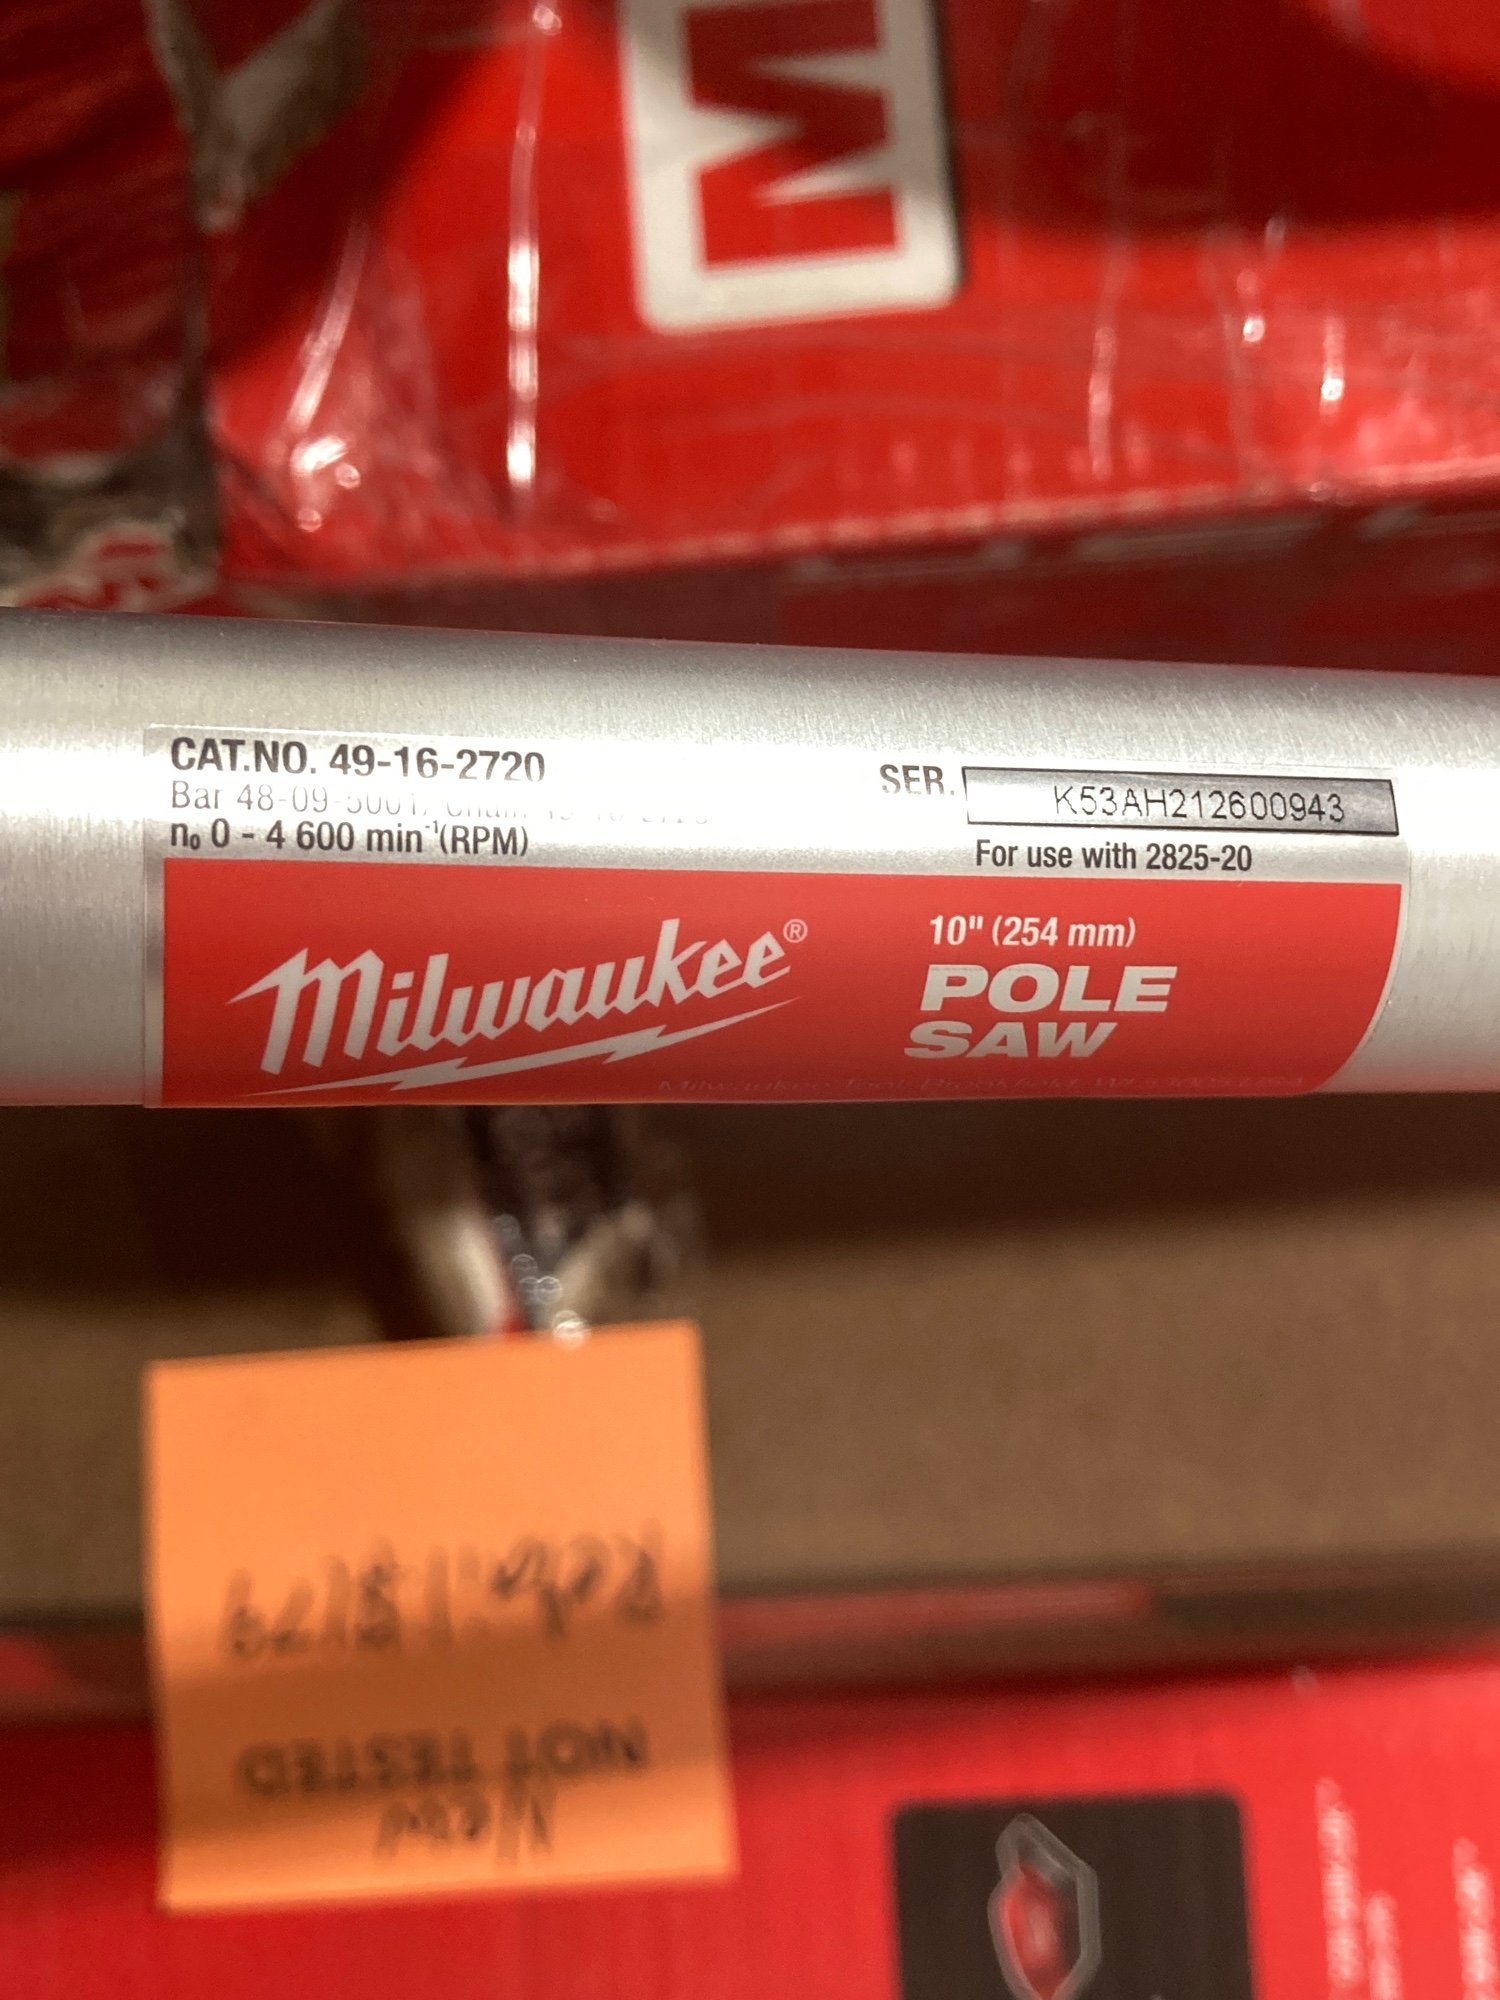 CAT.NO. 49-16-2720
Bar 48-09-5001,
n₀ 0 - 4 600 min⁻¹(RPM)
SER. K53AH212600943
For use with 2825-20
Milwaukee®
10" (254 mm)
POLE
SAW
NOT TESTED